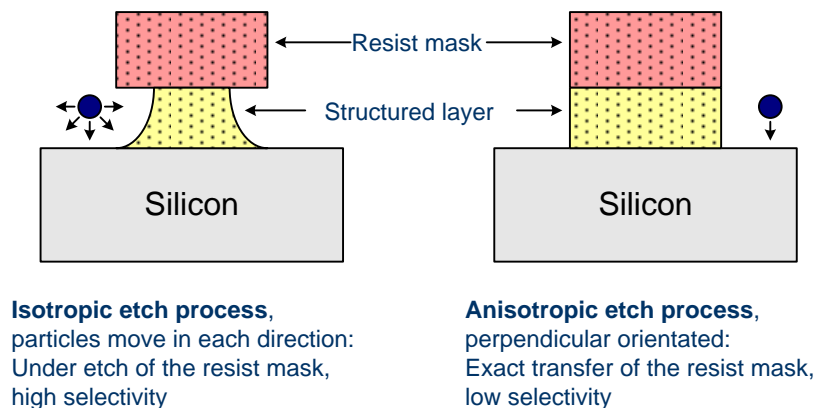 Resist mask
Structured layer
Silicon
Silicon
Isotropic etch process,
particles move in each direction:
Under etch of the resist mask,
high selectivity
Anisotropic etch process,
perpendicular orientated:
Exact transfer of the resist mask,
low selectivity